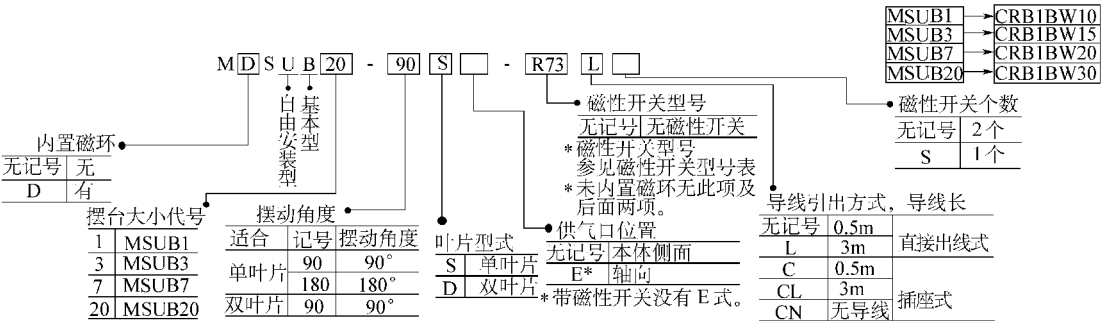 MSUB1 CRB1BW10
MSUB3 CRB1BW15
MSUB7 CRB1BW20
MSUB20 CRB1BW30
M D S U B 20 - 90 S - R73 L
自由安装型
基本型
内置磁环
无记号 无
D 有
摆台大小代号
1 MSUB1
3 MSUB3
7 MSUB7
20 MSUB20
摆动角度
适合 记号 摆动角度
单叶片 90 90°
180 180°
双叶片 90 90°
叶片型式
S 单叶片
D 双叶片
供气口位置
无记号 本体侧面
E* 轴向
*带磁性开关没有E式。
磁性开关型号
无记号 无磁性开关
*磁性开关型号
参见磁性开关型号表
*未内置磁环无此项及
后面两项。
导线引出方式，导线长
无记号 0.5m 直接出线式
L 3m
C 0.5m 插座式
CL 3m
CN 无导线
磁性开关个数
无记号 2个
S 1个